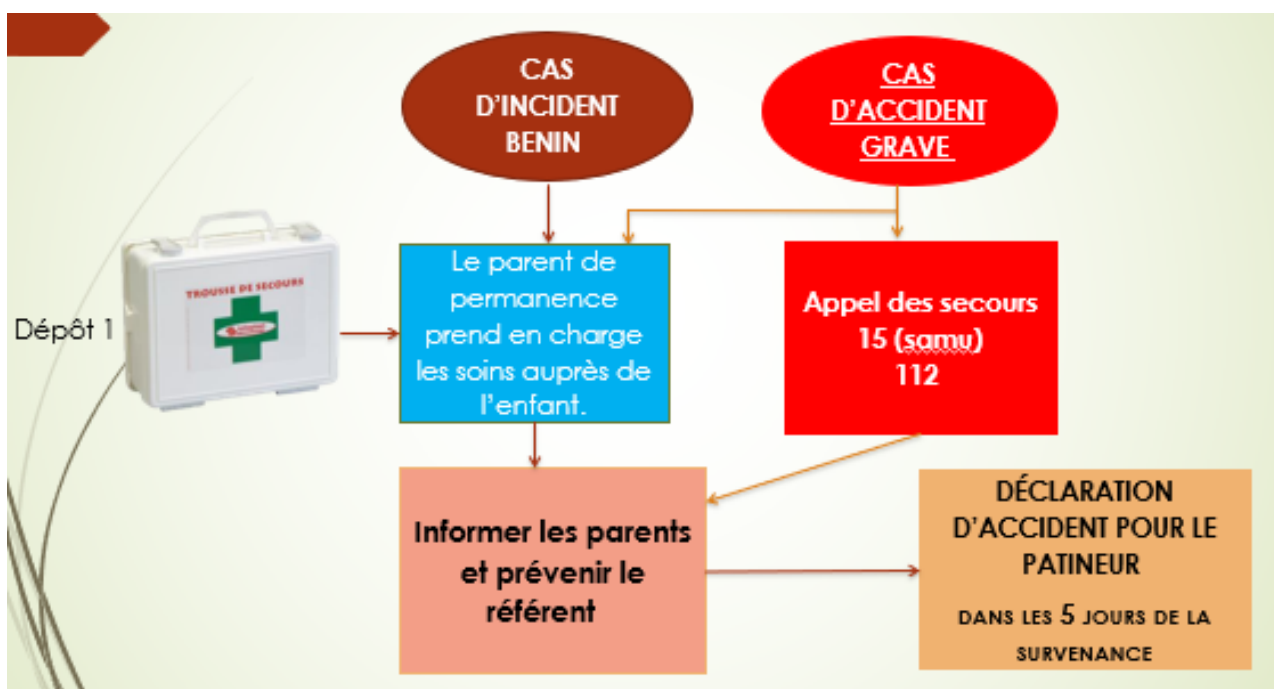 CAS
D'INCIDENT
BENIN
CAS
D'ACCIDENT
GRAVE
Dépôt 1
TROUSSE DE SECOURS
Le parent de
permanence
prend en charge
les soins auprès de
l'enfant.
Appel des secours
15 (samu)
112
Informer les parents
et prévenir le
référent
DÉCLARATION
D'ACCIDENT POUR LE
PATINEUR
DANS LES 5 JOURS DE LA
SURVENANCE